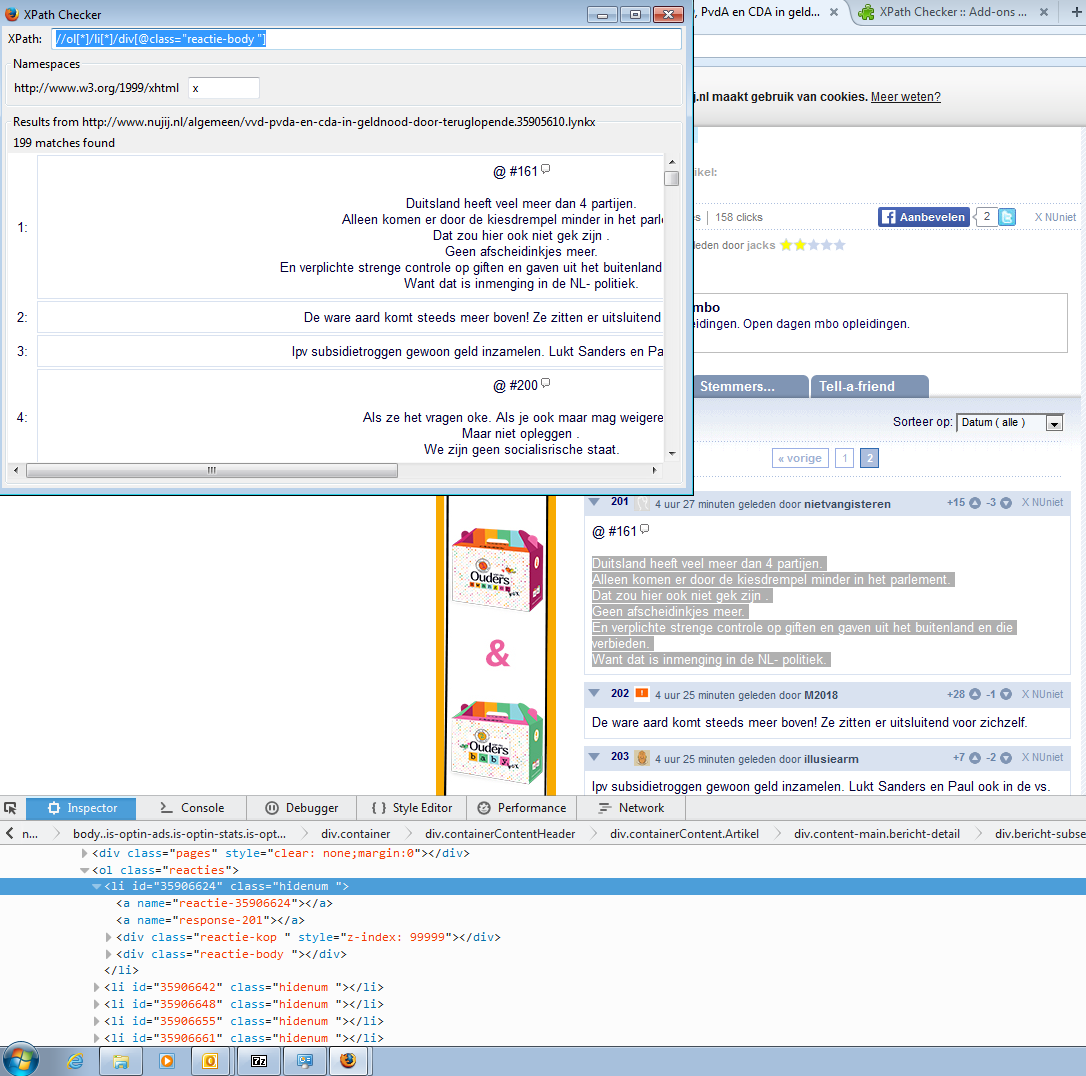 XPath Checker
XPath: //ol[*]/li[*]/div[@class="reactie-body "]
Namespaces
http://www.w3.org/1999/xhtml x
Results from http://www.nujij.nl/algemeen/vvd-pvda-en-cda-in-geldnood-door-teruglopende.35905610.lynkx
199 matches found
1:
@ #161
Duitsland heeft veel meer dan 4 partijen.
Alleen komen er door de kiesdrempel minder in het parle
Dat zou hier ook niet gek zijn .
Geen afscheidinkjes meer.
En verplichte strenge controle op giften en gaven uit het buitenland
Want dat is inmenging in de NL- politiek.
2: De ware aard komt steeds meer boven! Ze zitten er uitsluitend
3: Ipv subsidietroggen gewoon geld inzamelen. Lukt Sanders en Pa
4:
@ #200
Als ze het vragen oke. Als je ook maar mag weigere
Maar niet opleggen .
We zijn geen socialisrische staat.
, PvdA en CDA in geld...
XPath Checker :: Add-ons ...
j.nl maakt gebruik van cookies. Meer weten?
ikel:
es | 158 clicks
Aanbevelen 2 X NUniet
eden door jacks
mbo
eidingen. Open dagen mbo opleidingen.
Stemmers... Tell-a-friend
Sorteer op: Datum ( alle )
« vorige 1 2
201 4 uur 27 minuten geleden door nietvangisteren +15 -3 X NUniet
@ #161
Duitsland heeft veel meer dan 4 partijen.
Alleen komen er door de kiesdrempel minder in het parlement.
Dat zou hier ook niet gek zijn .
Geen afscheidinkjes meer.
En verplichte strenge controle op giften en gaven uit het buitenland en die
verbieden.
Want dat is inmenging in de NL- politiek.
202 4 uur 25 minuten geleden door M2018 +28 -1 X NUniet
De ware aard komt steeds meer boven! Ze zitten er uitsluitend voor zichzelf.
203 4 uur 25 minuten geleden door illusiearm +7 -2 X NUniet
Ipv subsidietroggen gewoon geld inzamelen. Lukt Sanders en Paul ook in de vs.
Ouders
&
Ouders
baby box
Inspector Console Debugger { } Style Editor Performance Network
n... body..is-optin-ads.is-optin-stats.is-opt... div.container div.containerContentHeader div.containerContent.Artikel div.content-main.bericht-detail div.bericht-subse
<div class="pages" style="clear: none;margin:0"></div>
<ol class="reacties">
<li id="35906624" class="hidenum ">
<a name="reactie-35906624"></a>
<a name="response-201"></a>
<div class="reactie-kop " style="z-index: 99999"></div>
<div class="reactie-body "></div>
</li>
<li id="35906642" class="hidenum "></li>
<li id="35906648" class="hidenum "></li>
<li id="35906655" class="hidenum "></li>
<li id="35906661" class="hidenum "></li>